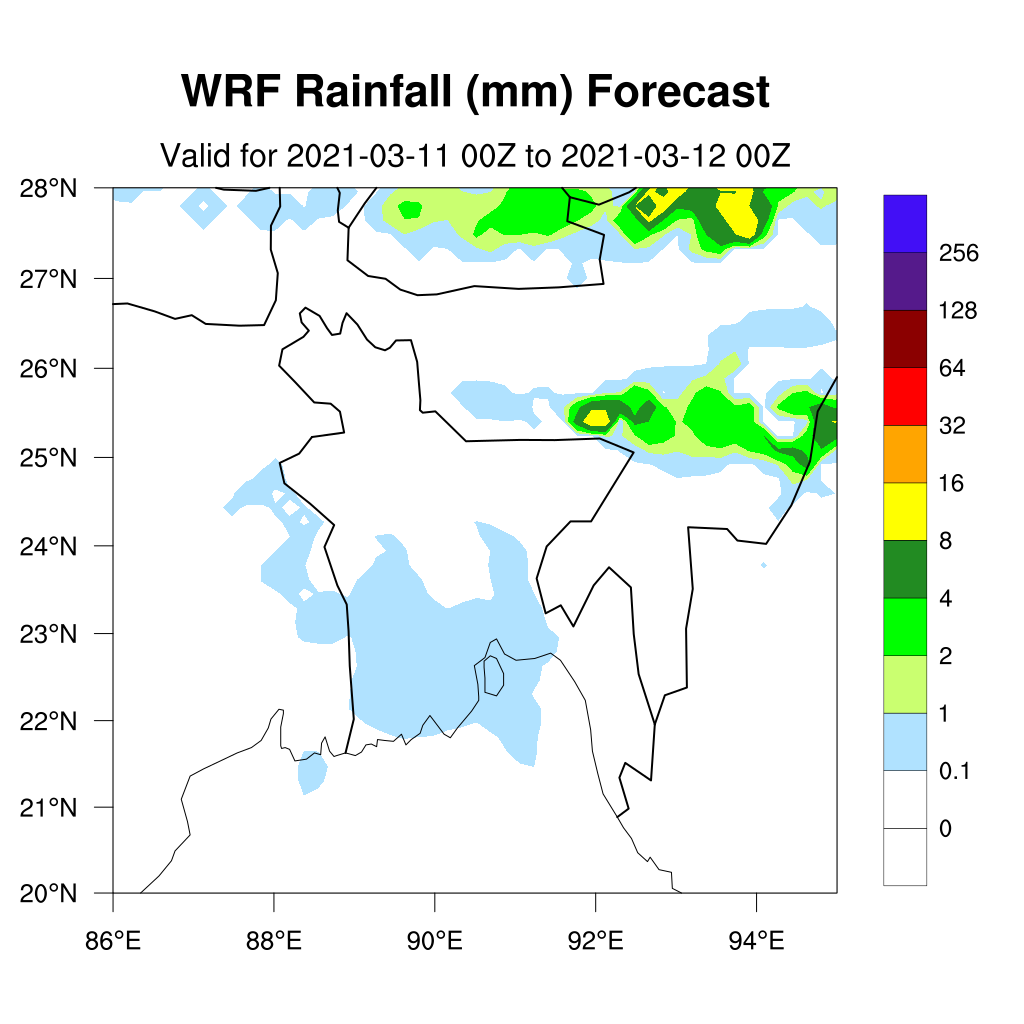 WRF Rainfall (mm) Forecast
Valid for 2021-03-11 00Z to 2021-03-12 00Z
28°N
27°N
26°N
25°N
24°N
23°N
22°N
21°N
20°N
86°E 88°E 90°E 92°E 94°E
256
128
64
32
16
8
4
2
1
0.1
0